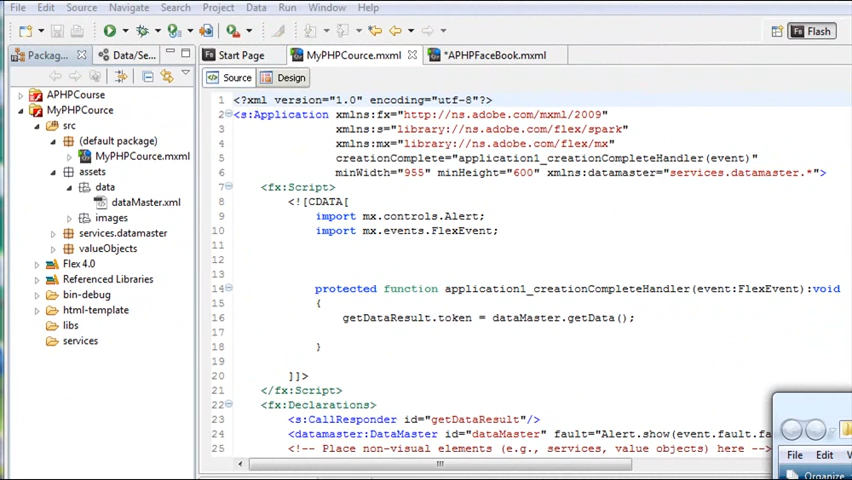 File Edit Source Navigate Search Project Data Run Window Help
Flash
Packag...
Data/Se...
Start Page
MyPHPCource.mxml
*APHPFaceBook.mxml
Source
Design
APHPCourse
MyPHPCource
src
(default package)
MyPHPCource.mxml
assets
data
dataMaster.xml
images
services.datamaster
valueObjects
Flex 4.0
Referenced Libraries
bin-debug
html-template
libs
services
1 <?xml version="1.0" encoding="utf-8"?>
2 <s:Application xmlns:fx="http://ns.adobe.com/mxml/2009"
3 xmlns:s="library://ns.adobe.com/flex/spark"
4 xmlns:mx="library://ns.adobe.com/flex/mx"
5 creationComplete="application1_creationCompleteHandler(event)"
6 minWidth="955" minHeight="600" xmlns:datamaster="services.datamaster.*">
7 <fx:Script>
8 <![CDATA[
9 import mx.controls.Alert;
10 import mx.events.FlexEvent;
11
12
13
14 protected function application1_creationCompleteHandler(event:FlexEvent):void
15 {
16 getDataResult.token = dataMaster.getData();
17
18 }
19
20 ]]>
21 </fx:Script>
22 <fx:Declarations>
23 <s:CallResponder id="getDataResult"/>
24 <datamaster:DataMaster id="dataMaster" fault="Alert.show(event.fault.fa
25 <!-- Place non-visual elements (e.g., services, value objects) here -->
File Edit V
Organize